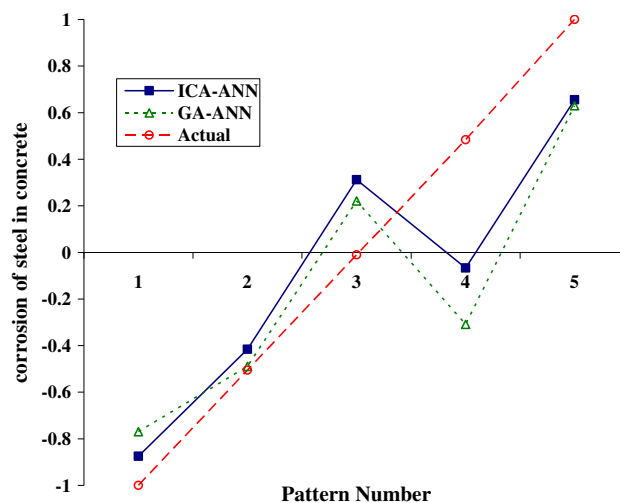 1
0.8
0.6
0.4
0.2
0
-0.2
-0.4
-0.6
-0.8
-1
corrosion of steel in concrete
ICA-ANN
GA-ANN
Actual
1 2 3 4 5
Pattern Number